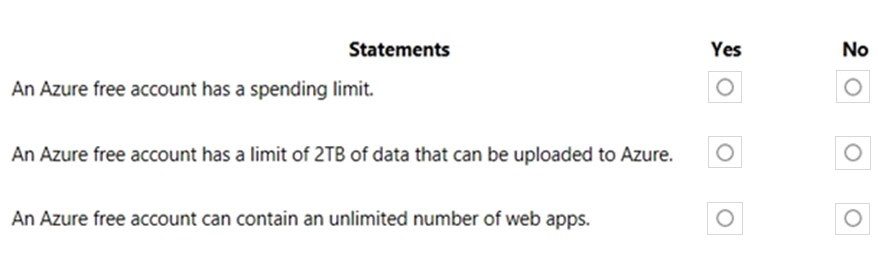 Statements Yes No
An Azure free account has a spending limit.
An Azure free account has a limit of 2TB of data that can be uploaded to Azure.
An Azure free account can contain an unlimited number of web apps.